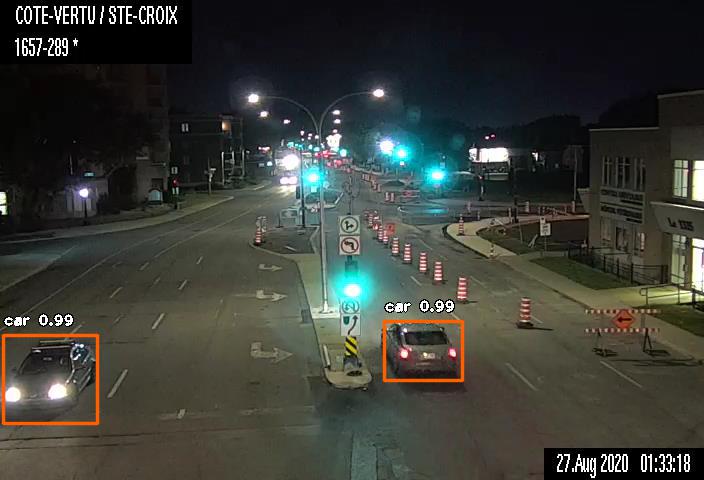 COTE-VERTU / STE-CROIX
1657-289 *
car 0.99
car 0.99
27.Aug 2020 01:33:18